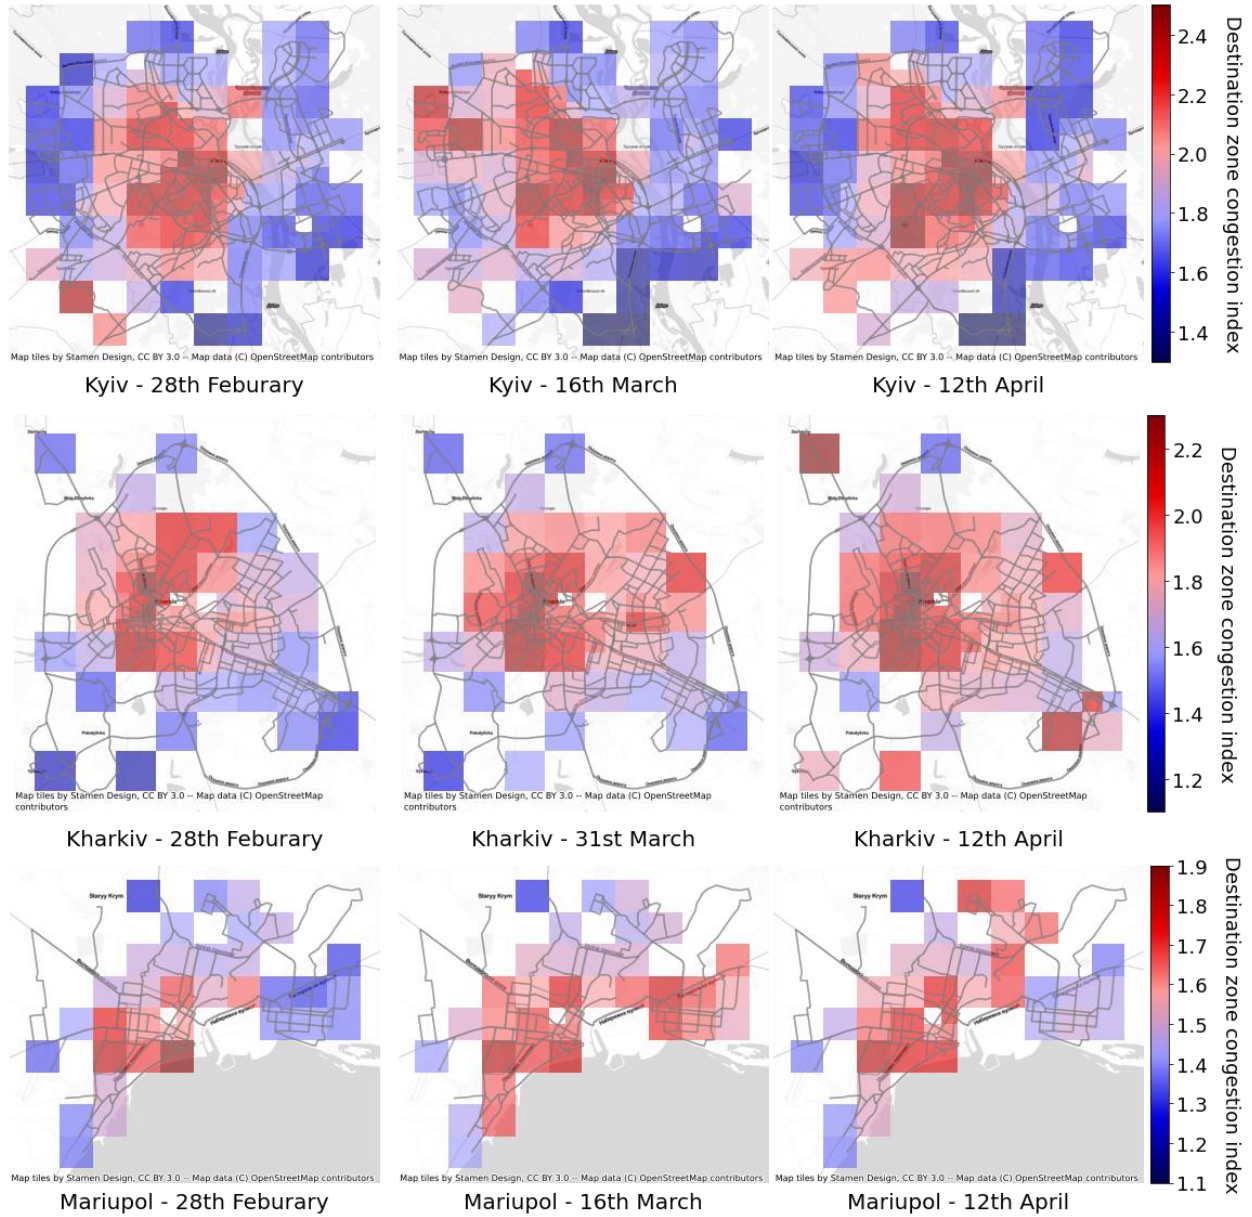 2.4
2.2
2.0
1.8
1.6
1.4
Destination zone congestion index
Map tiles by Stamen Design, CC BY 3.0 -- Map data (C) OpenStreetMap contributors
Map tiles by Stamen Design, CC BY 3.0 -- Map data (C) OpenStreetMap contributors
Map tiles by Stamen Design, CC BY 3.0 -- Map data (C) OpenStreetMap contributors
Kyiv - 28th Feburary
Kyiv - 16th March
Kyiv - 12th April
2.2
2.0
1.8
1.6
1.4
1.2
Destination zone congestion index
Kharkiv
Pokotylivka
Map tiles by Stamen Design, CC BY 3.0 -- Map data (C) OpenStreetMap
contributors
Kharkiv
Pokotylivka
Map tiles by Stamen Design, CC BY 3.0 -- Map data (C) OpenStreetMap
contributors
Kharkiv
Pokotylivka
Map tiles by Stamen Design, CC BY 3.0 -- Map data (C) OpenStreetMap
contributors
Kharkiv - 28th Feburary
Kharkiv - 31st March
Kharkiv - 12th April
1.9
1.8
1.7
1.6
1.5
1.4
1.3
1.2
1.1
Destination zone congestion index
Staryy Krym
Map tiles by Stamen Design, CC BY 3.0 -- Map data (C) OpenStreetMap contributors
Staryy Krym
Map tiles by Stamen Design, CC BY 3.0 -- Map data (C) OpenStreetMap contributors
Staryy Krym
Map tiles by Stamen Design, CC BY 3.0 -- Map data (C) OpenStreetMap contributors
Mariupol - 28th Feburary
Mariupol - 16th March
Mariupol - 12th April